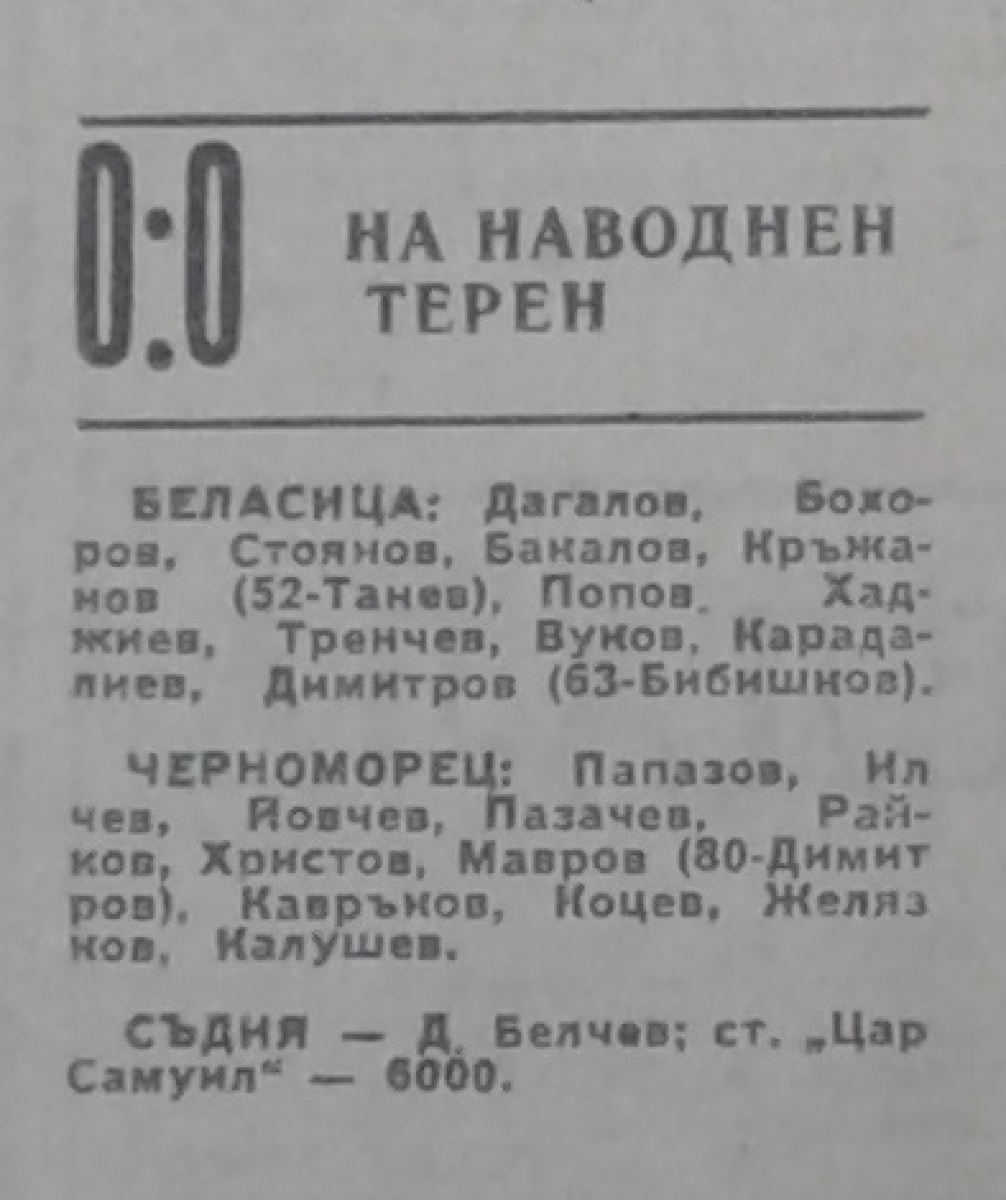 0:0
НА НАВОДНЕН
ТЕРЕН
БЕЛАСИЦА: Дагалов, Бохо-
ров, Стоянов, Бакалов, Кръжа-
нов (52-Танев), Попов, Хад-
жиев, Тренчев, Вуков, Карада-
лиев, Димитров (63-Бибишков).
ЧЕРНОМОРЕЦ: Папазов, Ил
чев, Йовчев, Пазачев, Рай-
ков, Христов, Мавров (80-Димит
ров), Кавръков, Коцев, Желяз
ков, Калушев.
СЪДИЯ — Д. Белчев; ст. „Цар
Самуил“ — 6000.